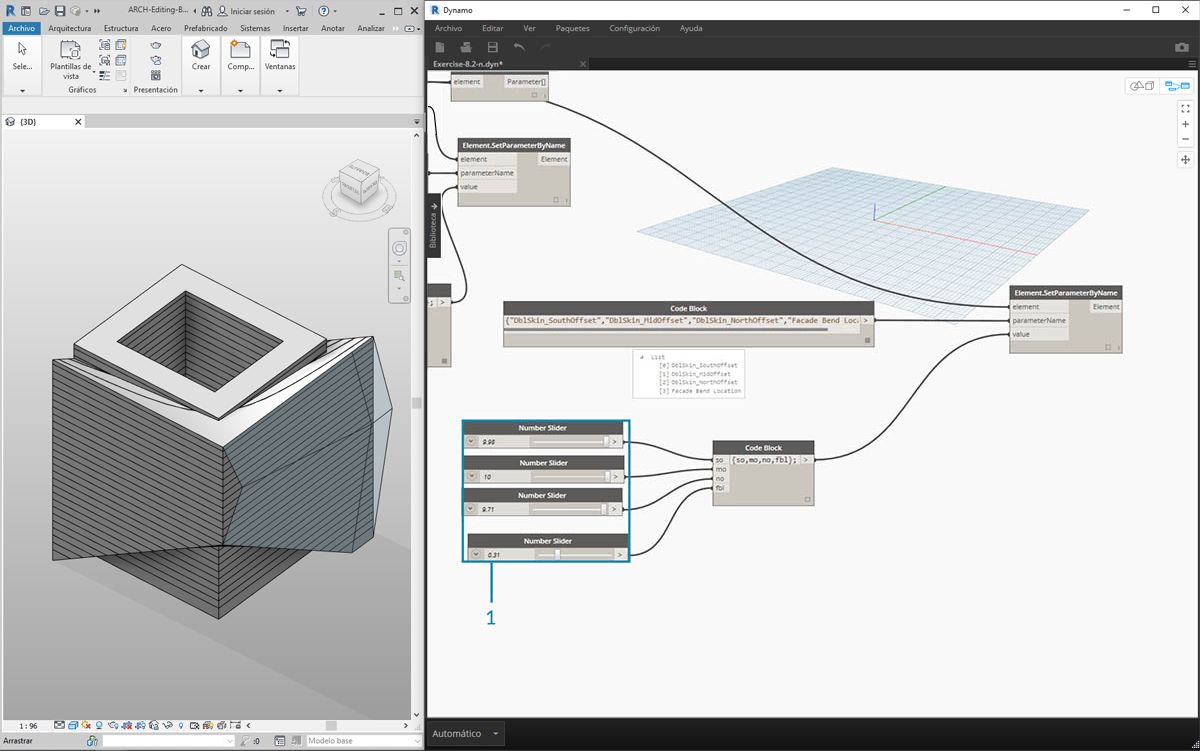 ARCH-Editing-B...
Iniciar sesión
Archivo Arquitectura Estructura Acero Prefabricado Sistemas Insertar Anotar Analizar
Sele...
Plantillas de vista
Crear
Comp...
Ventanas
Gráficos
Presentación
{3D}
1 : 96
Arrastrar
:0
Modelo base
Dynamo
Archivo Editar Ver Paquetes Configuración Ayuda
Exercise-8.2-n.dyn*
element Parameter[]
Element.SetParameterByName
element Element
parameterName
value
Biblioteca
; >
Code Block
{"DblSkin_SouthOffset","DblSkin_MidOffset","DblSkin_NorthOffset","Facade Bend Loc. >
List
[0] DblSkin_SouthOffset
[1] DblSkin_MidOffset
[2] DblSkin_NorthOffset
[3] Facade Bend Location
Element.SetParameterByName
element Element
parameterName
value
Number Slider
9.98 >
Number Slider
10 >
Number Slider
9.71 >
Number Slider
0.31 >
Code Block
so {so,mo,no,fbl}; >
mo
no
fbl
1
Automático